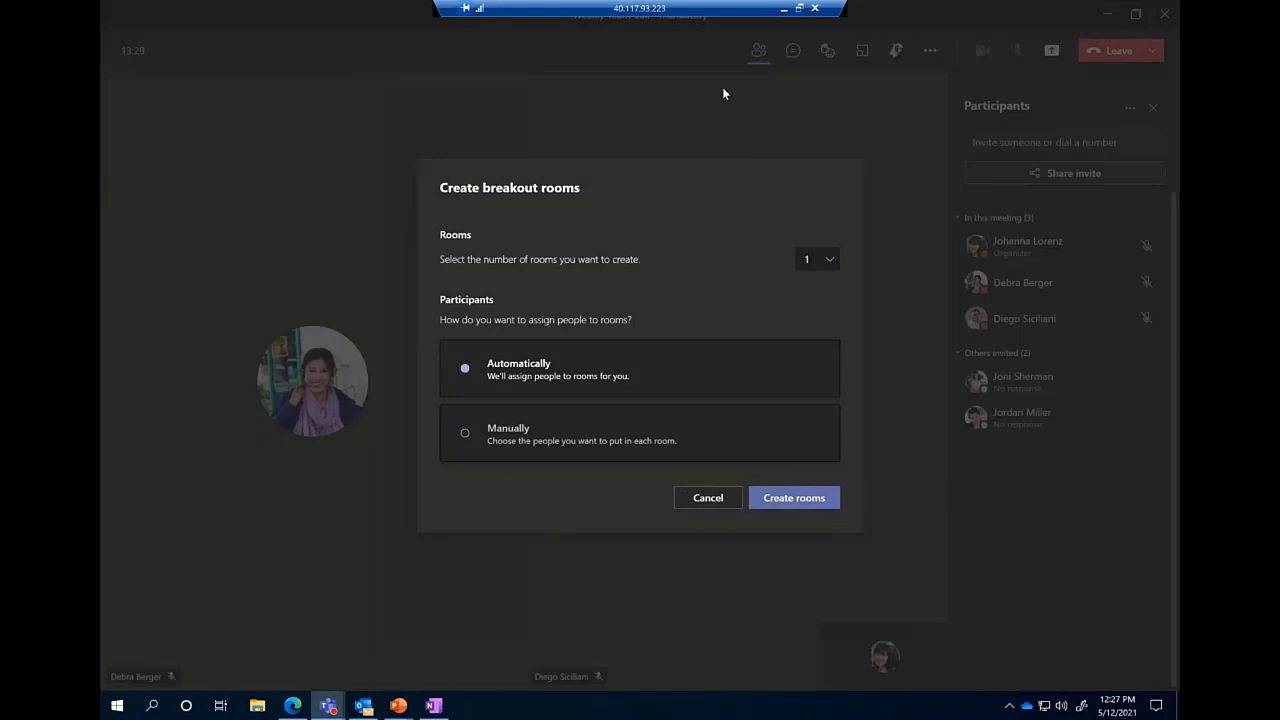 40.117.93.223
13:29
Leave
Participants
Invite someone or dial a number
Share invite
In this meeting (3)
Johanna Lorenz
Organizer
Debra Berger
Diego Siciliani
Others invited (2)
Joni Sherman
No response
Jordan Miller
No response
Create breakout rooms
Rooms
Select the number of rooms you want to create.
1
Participants
How do you want to assign people to rooms?
Automatically
We'll assign people to rooms for you.
Manually
Choose the people you want to put in each room.
Cancel
Create rooms
Debra Berger
Diego Siciliani
12:27 PM
5/12/2021